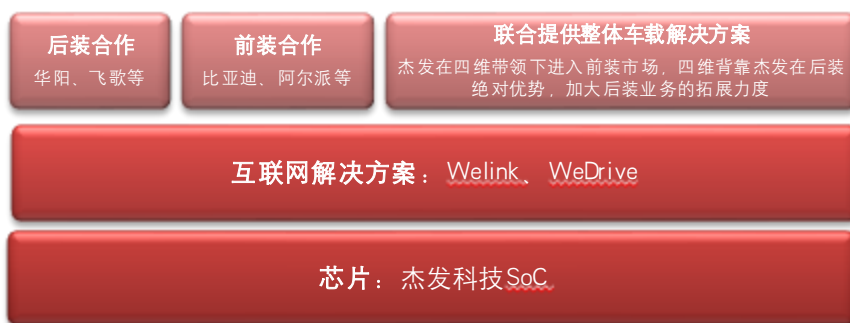 后装合作
华阳、飞歌等
前装合作
比亚迪、阿尔派等
联合提供整体车载解决方案
杰发在四维带领下进入前装市场，四维背靠杰发在后装
绝对优势，加大后装业务的拓展力度
互联网解决方案：Welink、WeDrive
芯片：杰发科技SoC